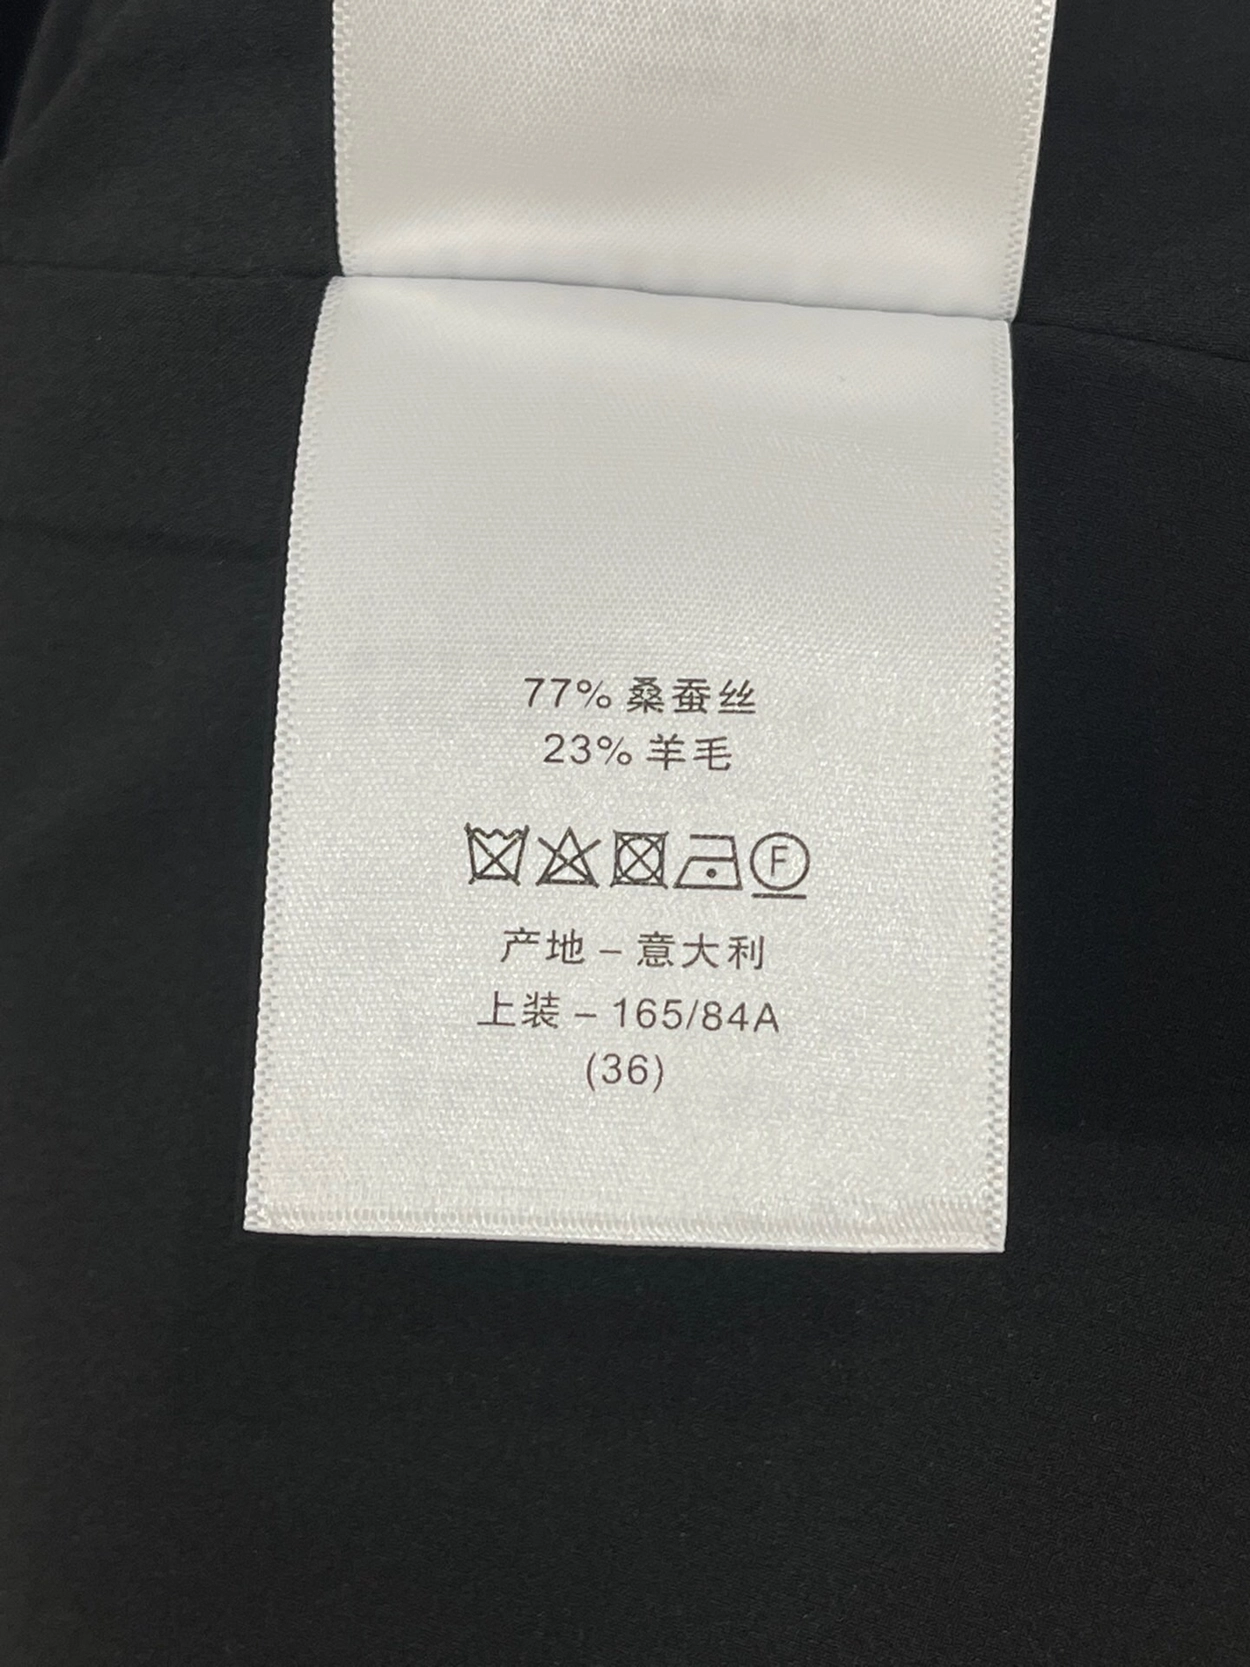 77% 桑蚕丝
23% 羊毛
F
产地 – 意大利
上装 – 165/84A
(36)